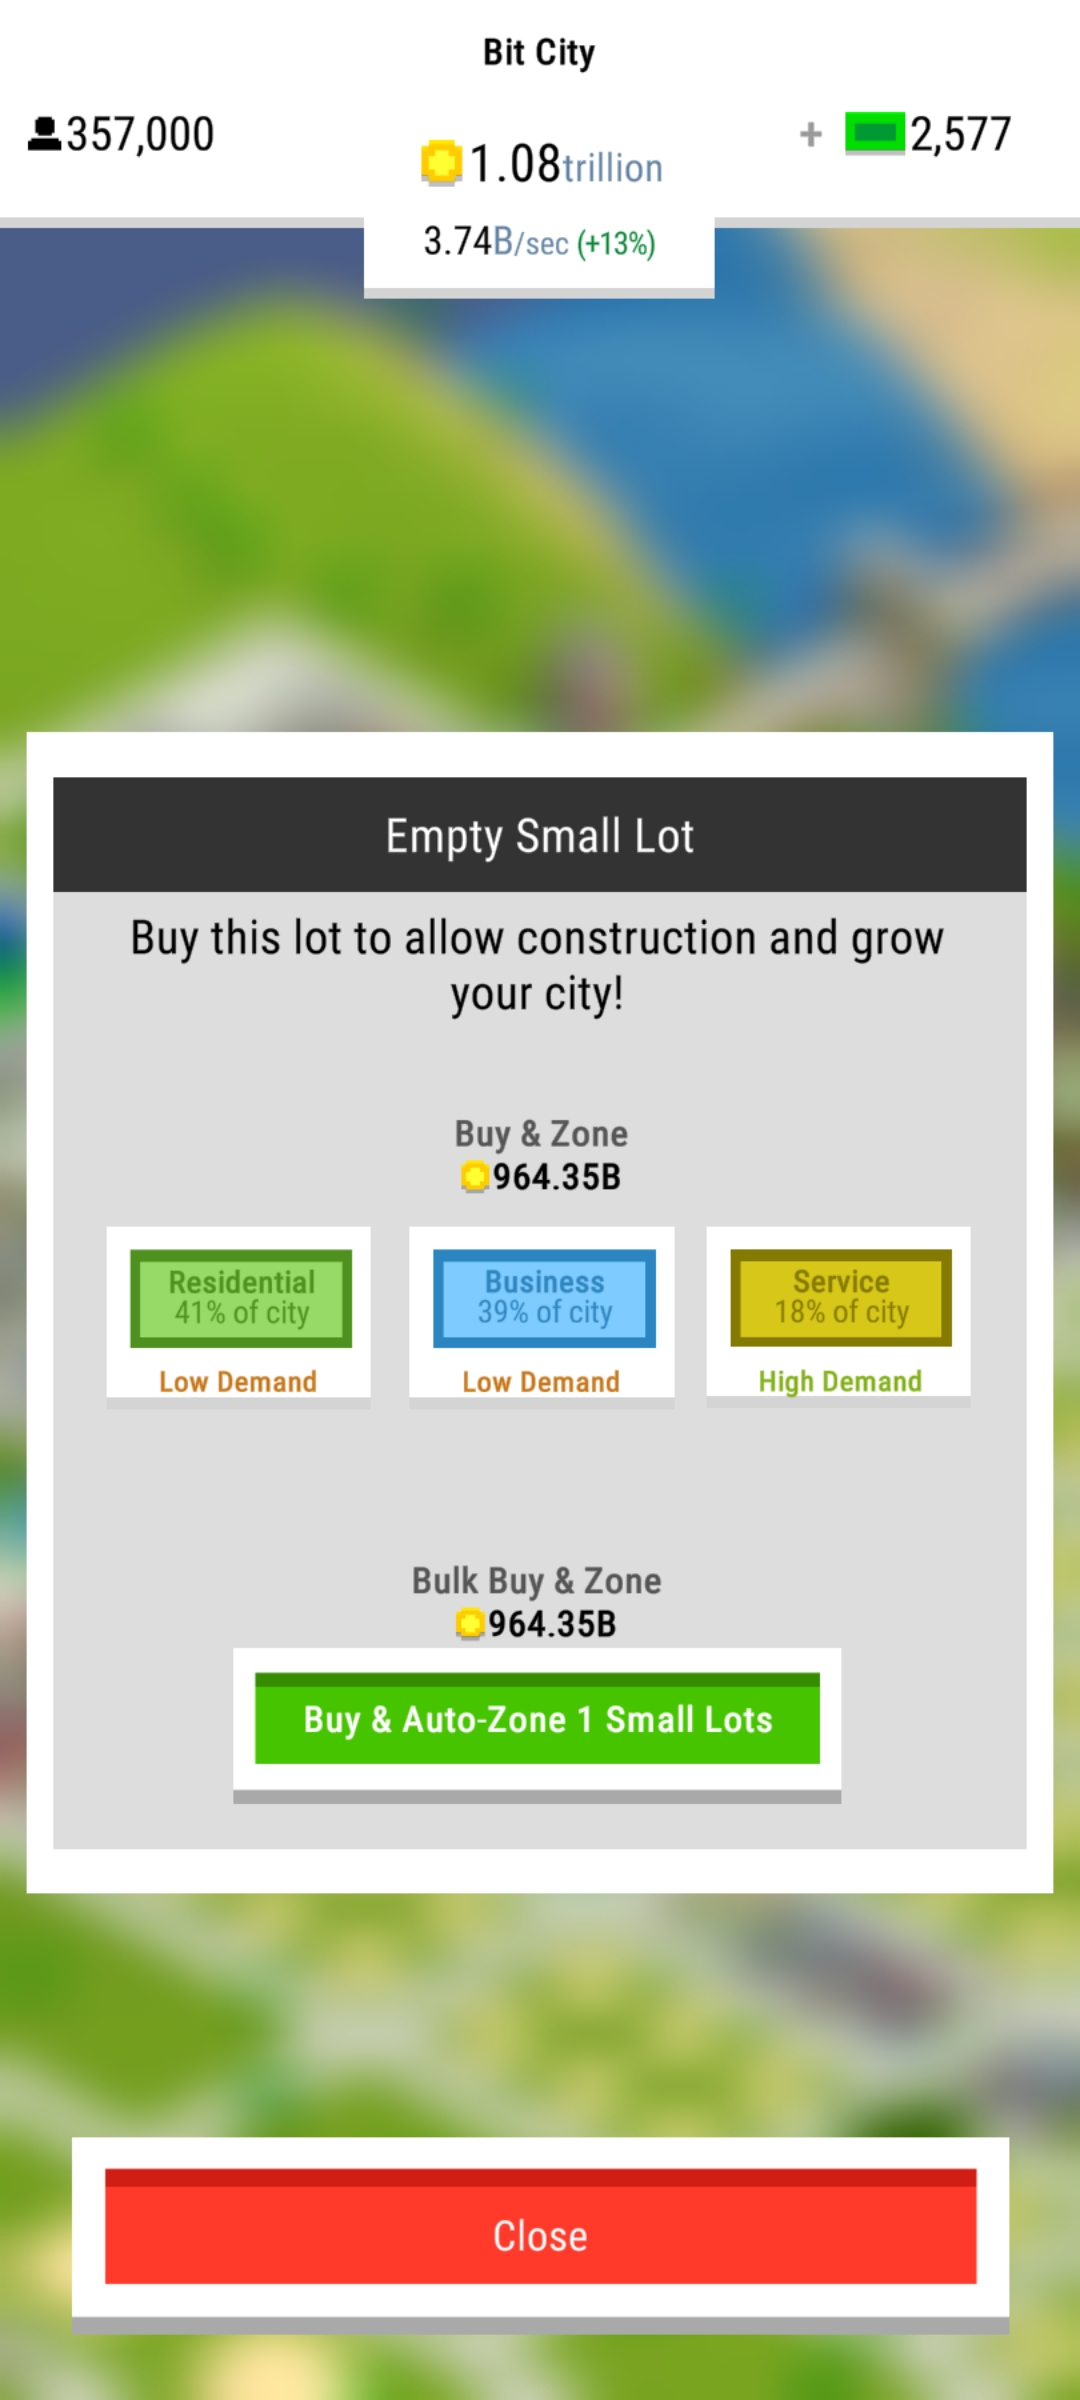 Bit City
357,000
1.08trillion
+ 2,577
3.74B/sec (+13%)
Empty Small Lot
Buy this lot to allow construction and grow
your city!
Buy & Zone
964.35B
Residential
41% of city
Low Demand
Business
39% of city
Low Demand
Service
18% of city
High Demand
Bulk Buy & Zone
964.35B
Buy & Auto-Zone 1 Small Lots
Close